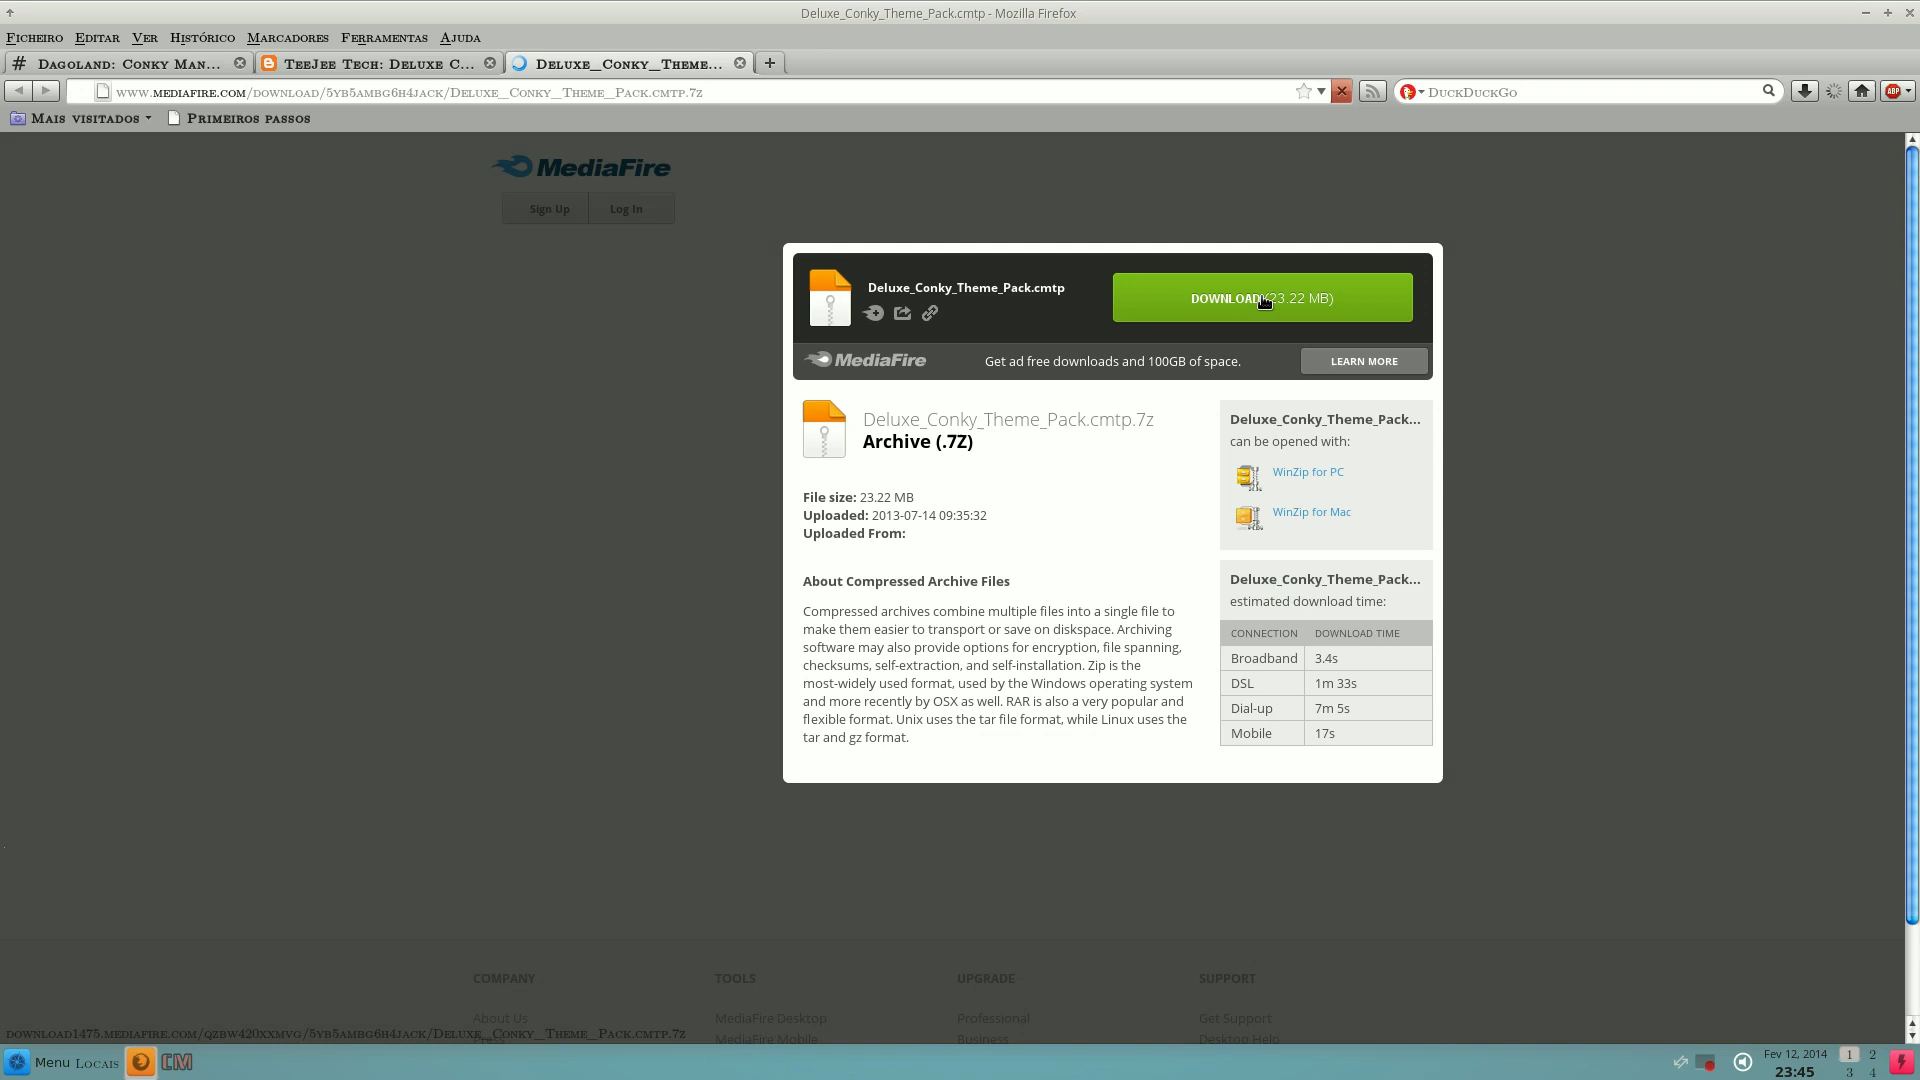 Deluxe_Conky_Theme_Pack.cmtp - Mozilla Firefox
Ficheiro Editar Ver Histórico Marcadores Ferramentas Ajuda
Dagoland: Conky Man...
TeeJee Tech: Deluxe C...
Deluxe_Conky_Theme...
www.mediafire.com/download/5yb5ambg6h4jack/Deluxe_Conky_Theme_Pack.cmtp.7z
DuckDuckGo
ABP
Mais visitados
Primeiros passos
MediaFire
Sign Up
Log In
Deluxe_Conky_Theme_Pack.cmtp
DOWNLOAD (23.22 MB)
MediaFire
Get ad free downloads and 100GB of space.
LEARN MORE
Deluxe_Conky_Theme_Pack.cmtp.7z
Archive (.7Z)
File size: 23.22 MB
Uploaded: 2013-07-14 09:35:32
Uploaded From:
About Compressed Archive Files
Compressed archives combine multiple files into a single file to
make them easier to transport or save on diskspace. Archiving
software may also provide options for encryption, file spanning,
checksums, self-extraction, and self-installation. Zip is the
most-widely used format, used by the Windows operating system
and more recently by OSX as well. RAR is also a very popular and
flexible format. Unix uses the tar file format, while Linux uses the
tar and gz format.
Deluxe_Conky_Theme_Pack...
can be opened with:
WinZip for PC
WinZip for Mac
Deluxe_Conky_Theme_Pack...
estimated download time:
CONNECTION DOWNLOAD TIME
Broadband 3.4s
DSL 1m 33s
Dial-up 7m 5s
Mobile 17s
COMPANY
TOOLS
UPGRADE
SUPPORT
About Us
MediaFire Desktop
Professional
Get Support
MediaFire Mobile
Business
Desktop Help
download1475.mediafire.com/qzbw420xxmvg/5yb5ambg6h4jack/Deluxe_Conky_Theme_Pack.cmtp.7z
Menu Locais
CM
Fev 12, 2014
23:45
1 2
3 4